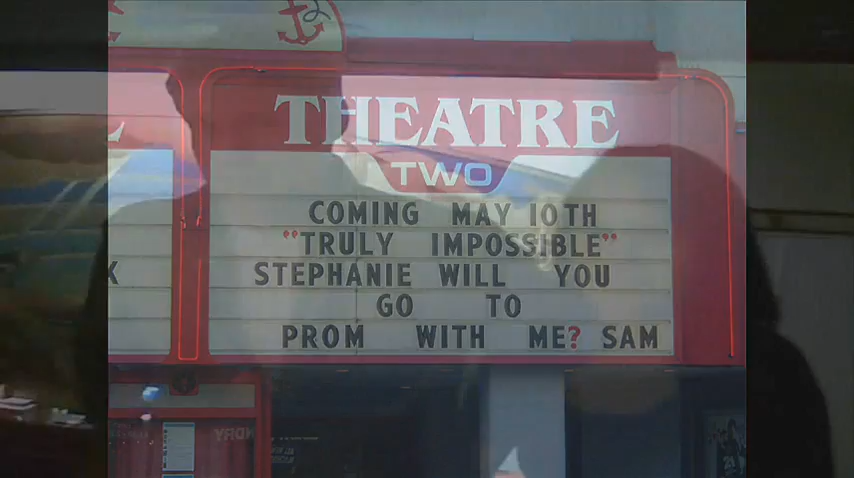 THEATRE
TWO
COMING MAY 10TH
"TRULY IMPOSSIBLE"
STEPHANIE WILL YOU
GO TO
PROM WITH ME? SAM